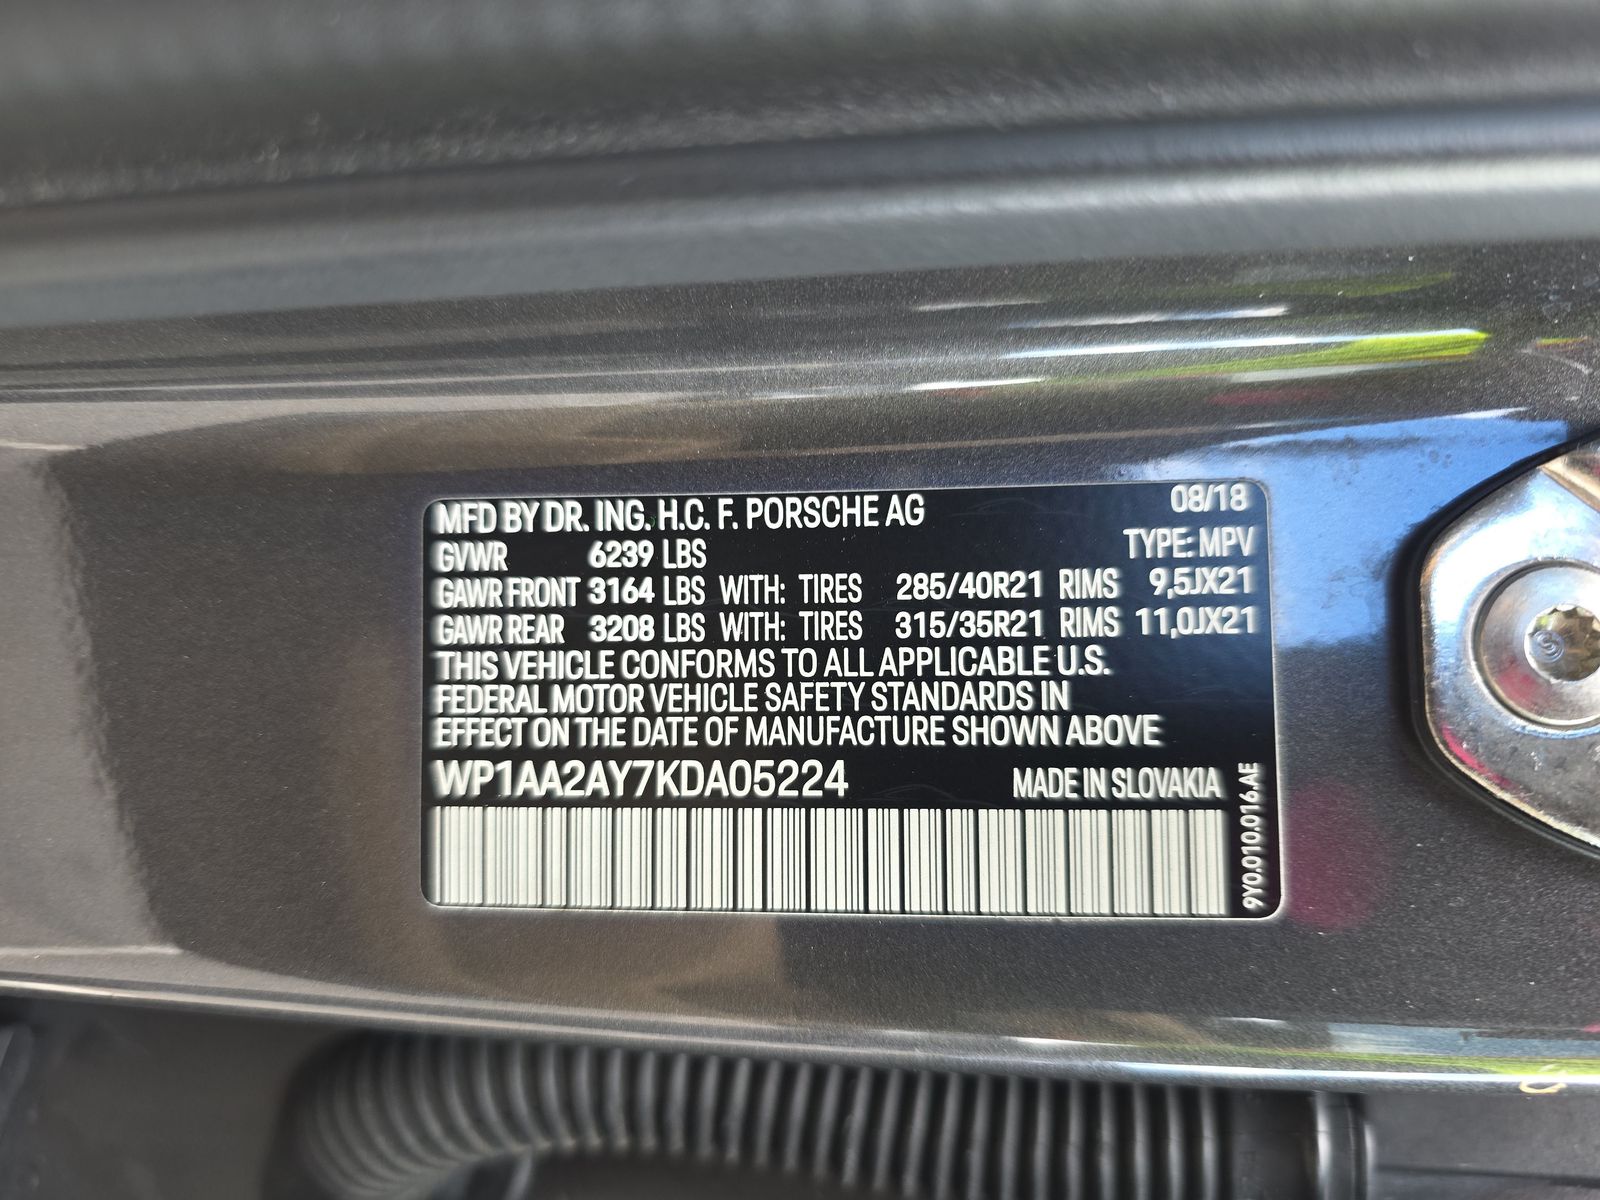 MFD BY DR. ING. H.C. F. PORSCHE AG 08/18
GVWR 6239 LBS TYPE: MPV
GAWR FRONT 3164 LBS WITH: TIRES 285/40R21 RIMS 9,5JX21
GAWR REAR 3208 LBS WITH: TIRES 315/35R21 RIMS 11,0JX21
THIS VEHICLE CONFORMS TO ALL APPLICABLE U.S.
FEDERAL MOTOR VEHICLE SAFETY STANDARDS IN
EFFECT ON THE DATE OF MANUFACTURE SHOWN ABOVE
WP1AA2AY7KDA05224 MADE IN SLOVAKIA
9Y0.010.016.AE